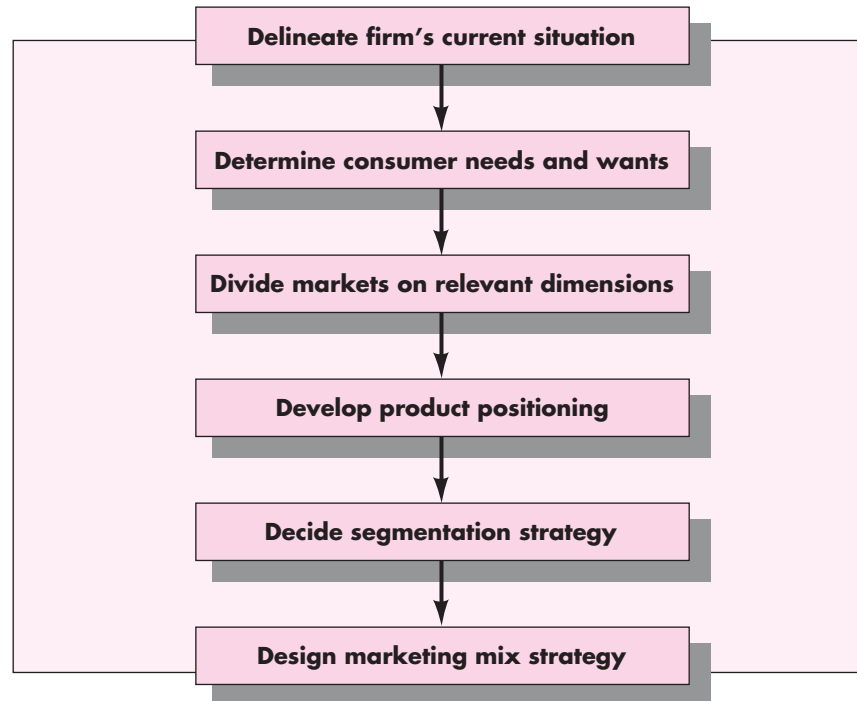 Delineate firm's current situation
Determine consumer needs and wants
Divide markets on relevant dimensions
Develop product positioning
Decide segmentation strategy
Design marketing mix strategy